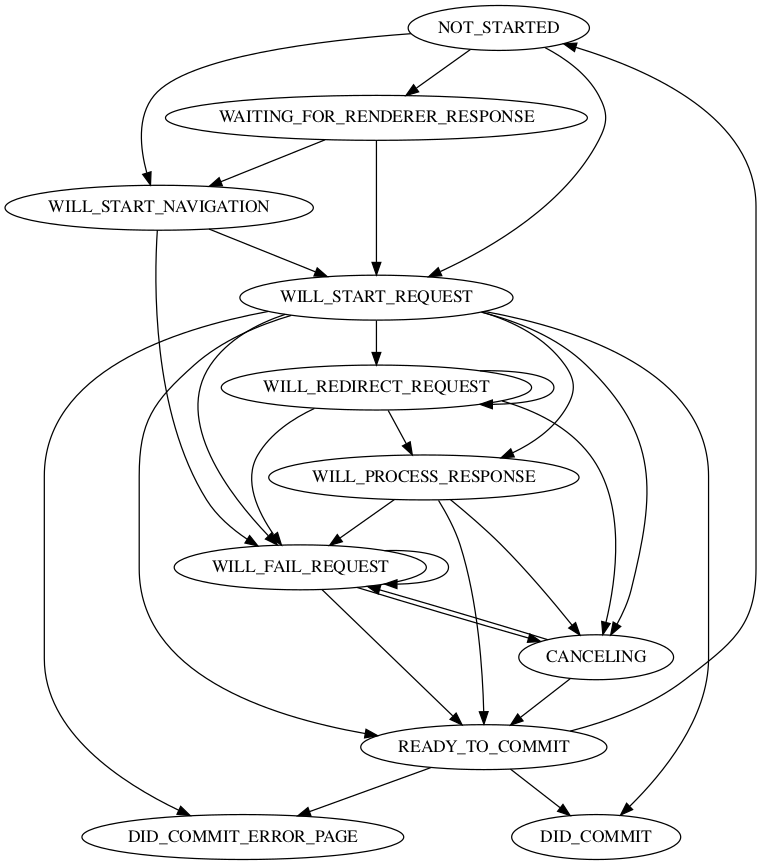 NOT_STARTED
WAITING_FOR_RENDERER_RESPONSE
WILL_START_NAVIGATION
WILL_START_REQUEST
WILL_REDIRECT_REQUEST
WILL_PROCESS_RESPONSE
WILL_FAIL_REQUEST
CANCELING
READY_TO_COMMIT
DID_COMMIT_ERROR_PAGE
DID_COMMIT